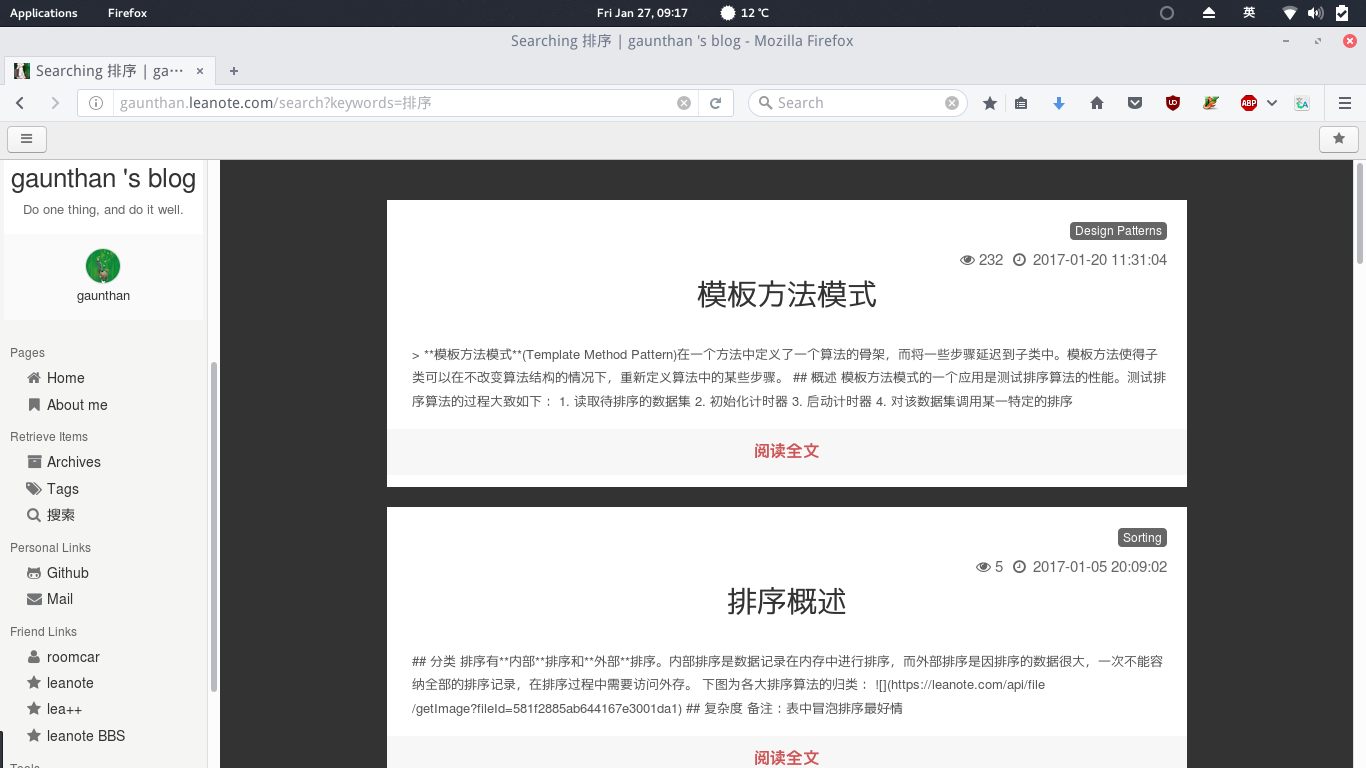 Applications Firefox Fri Jan 27, 09:17 12 ℃ 英
Searching 排序 | gaunthan 's blog - Mozilla Firefox
Searching 排序 | ga··· × +
gaunthan.leanote.com/search?keywords=排序 Search ABP
gaunthan 's blog
Do one thing, and do it well.
gaunthan
Pages
Home
About me
Retrieve Items
Archives
Tags
搜索
Personal Links
Github
Mail
Friend Links
roomcar
leanote
lea++
leanote BBS
Tools
Design Patterns
232 2017-01-20 11:31:04
模板方法模式
> **模板方法模式**(Template Method Pattern)在一个方法中定义了一个算法的骨架，而将一些步骤延迟到子类中。模板方法使得子
类可以在不改变算法结构的情况下，重新定义算法中的某些步骤。 ## 概述 模板方法模式的一个应用是测试排序算法的性能。测试排
序算法的过程大致如下： 1. 读取待排序的数据集 2. 初始化计时器 3. 启动计时器 4. 对该数据集调用某一特定的排序
阅读全文
Sorting
5 2017-01-05 20:09:02
排序概述
## 分类 排序有**内部**排序和**外部**排序。内部排序是数据记录在内存中进行排序，而外部排序是因排序的数据很大，一次不能容
纳全部的排序记录，在排序过程中需要访问外存。 下图为各大排序算法的归类： ![](https://leanote.com/api/file
/getImage?fileId=581f2885ab644167e3001da1) ## 复杂度 备注：表中冒泡排序最好情
阅读全文